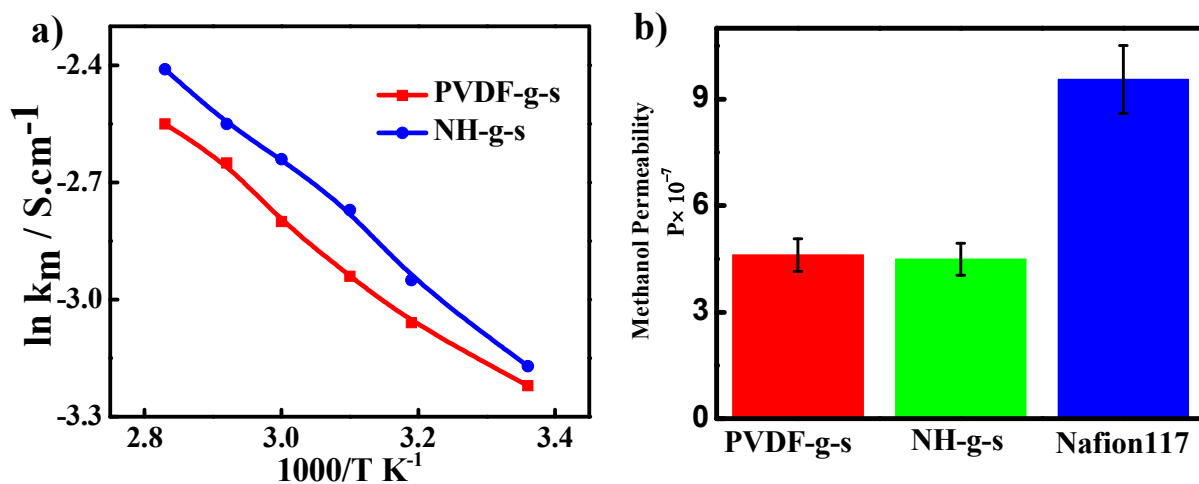 a)
-2.4
-2.7
-3.0
-3.3
ln km / S.cm-1
PVDF-g-s
NH-g-s
2.8
3.0
3.2
3.4
1000/T K-1
b)
9
6
3
0
Methanol Permeability
P× 10-7
PVDF-g-s
NH-g-s
Nafion117